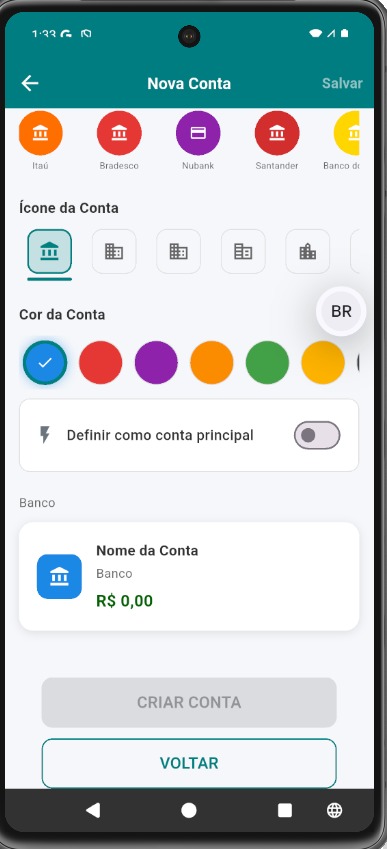 1:33
Nova Conta
Salvar
Itaú
Bradesco
Nubank
Santander
Banco do
Ícone da Conta
Cor da Conta
BR
Definir como conta principal
Banco
Nome da Conta
Banco
R$ 0,00
CRIAR CONTA
VOLTAR